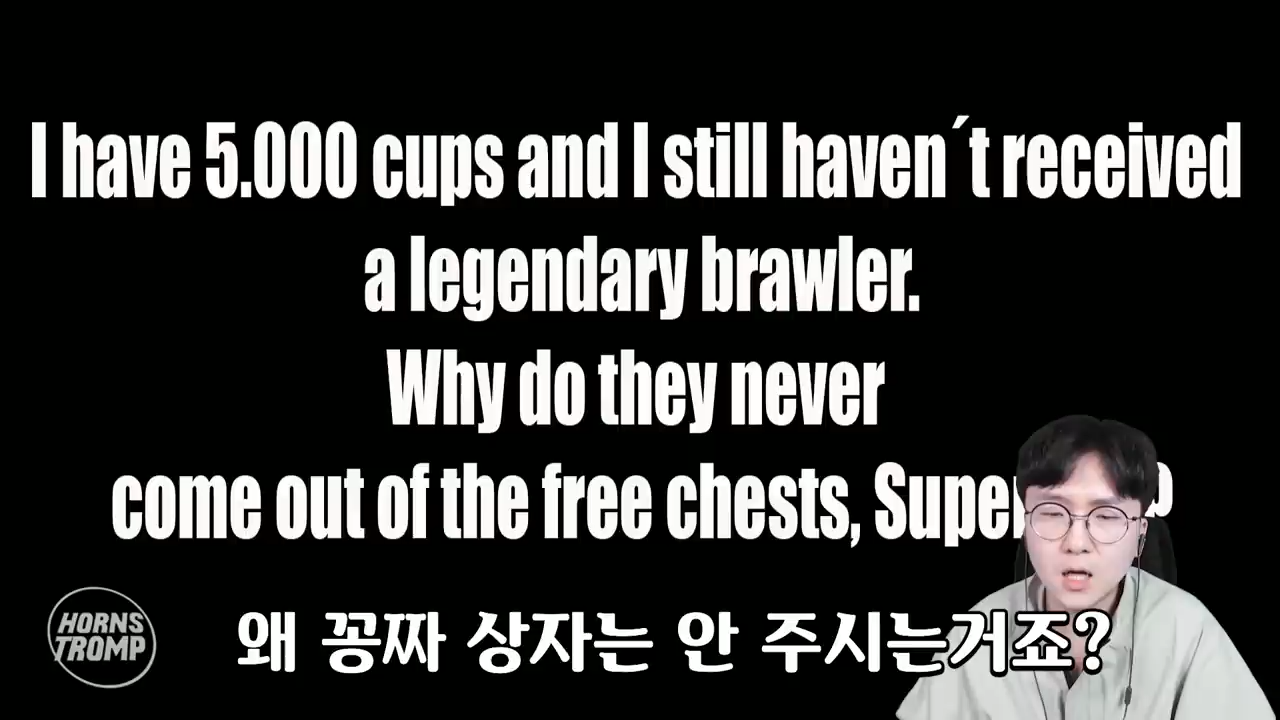 I have 5.000 cups and I still haven´t received
a legendary brawler.
Why do they never
come out of the free chests,
HORNS
TROMP
왜 꽁짜 상자는 안 주시는거죠?